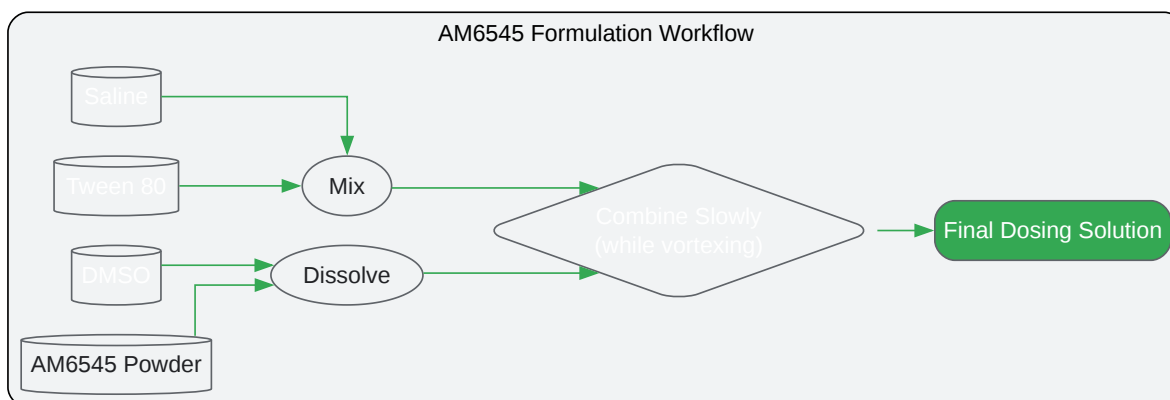 AM6545 Formulation Workflow
Saline
Tween 80
Mix
DMSO
Dissolve
AM6545 Powder
Combine Slowly
(while vortexing)
Final Dosing Solution